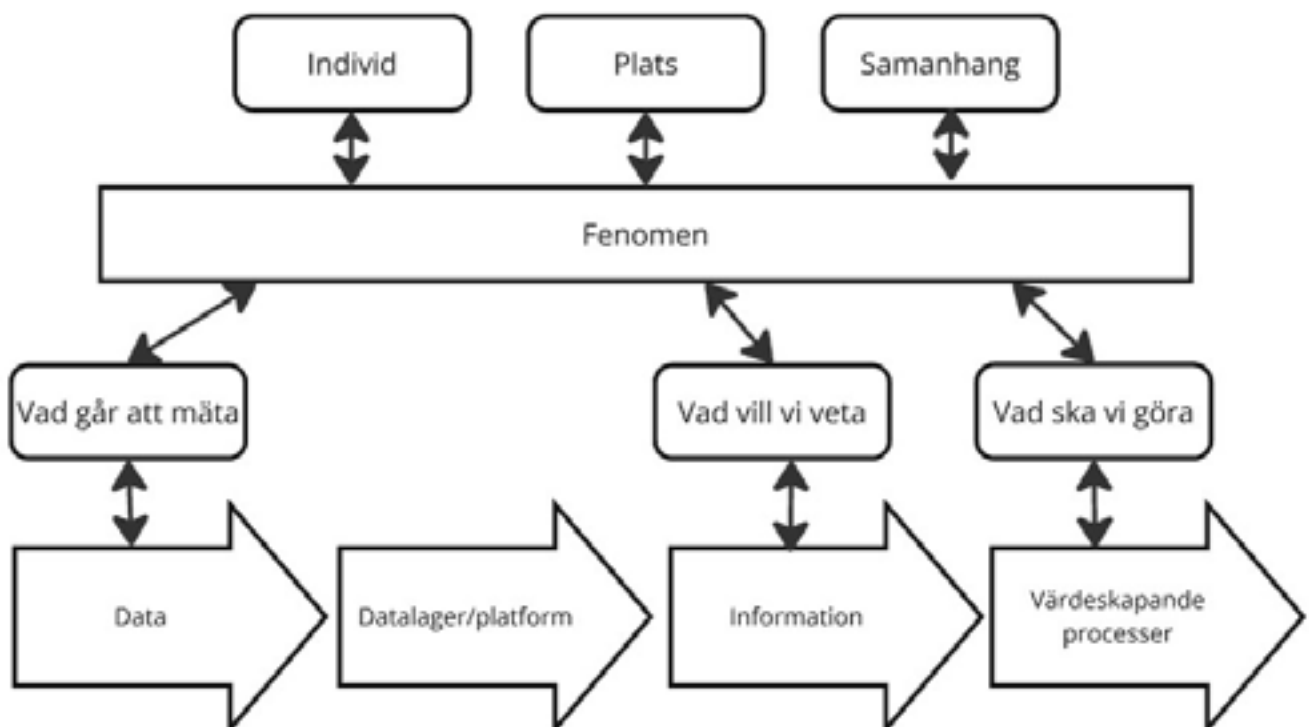 Individ
Plats
Samanhang
Fenomen
Vad går att mäta
Vad vill vi veta
Vad ska vi göra
Data
Datalager/platform
Information
Värdeskapande
processer